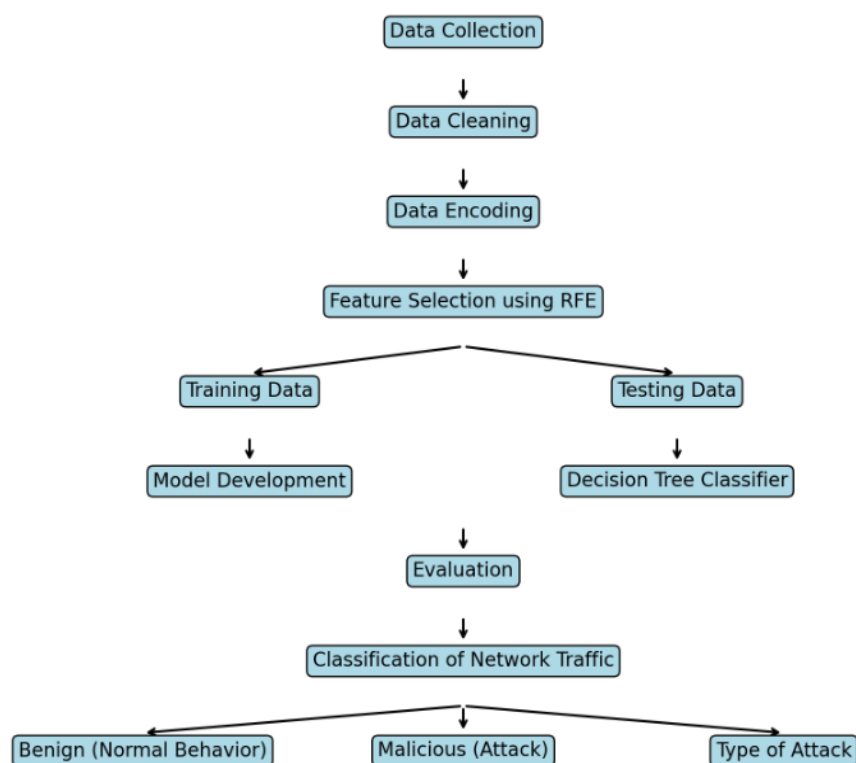 Data Collection
Data Cleaning
Data Encoding
Feature Selection using RFE
Training Data
Testing Data
Model Development
Decision Tree Classifier
Evaluation
Classification of Network Traffic
Benign (Normal Behavior)
Malicious (Attack)
Type of Attack